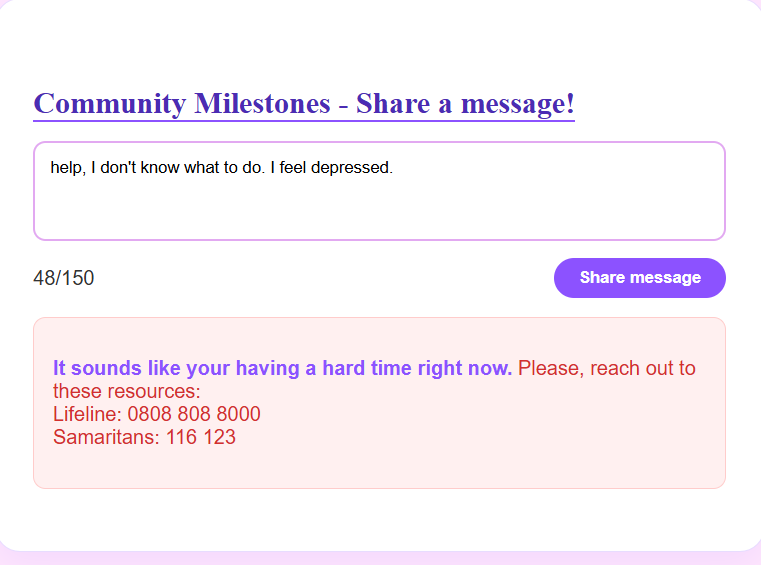 Community Milestones - Share a message!
help, I don't know what to do. I feel depressed.
48/150
Share message
It sounds like your having a hard time right now. Please, reach out to
these resources:
Lifeline: 0808 808 8000
Samaritans: 116 123